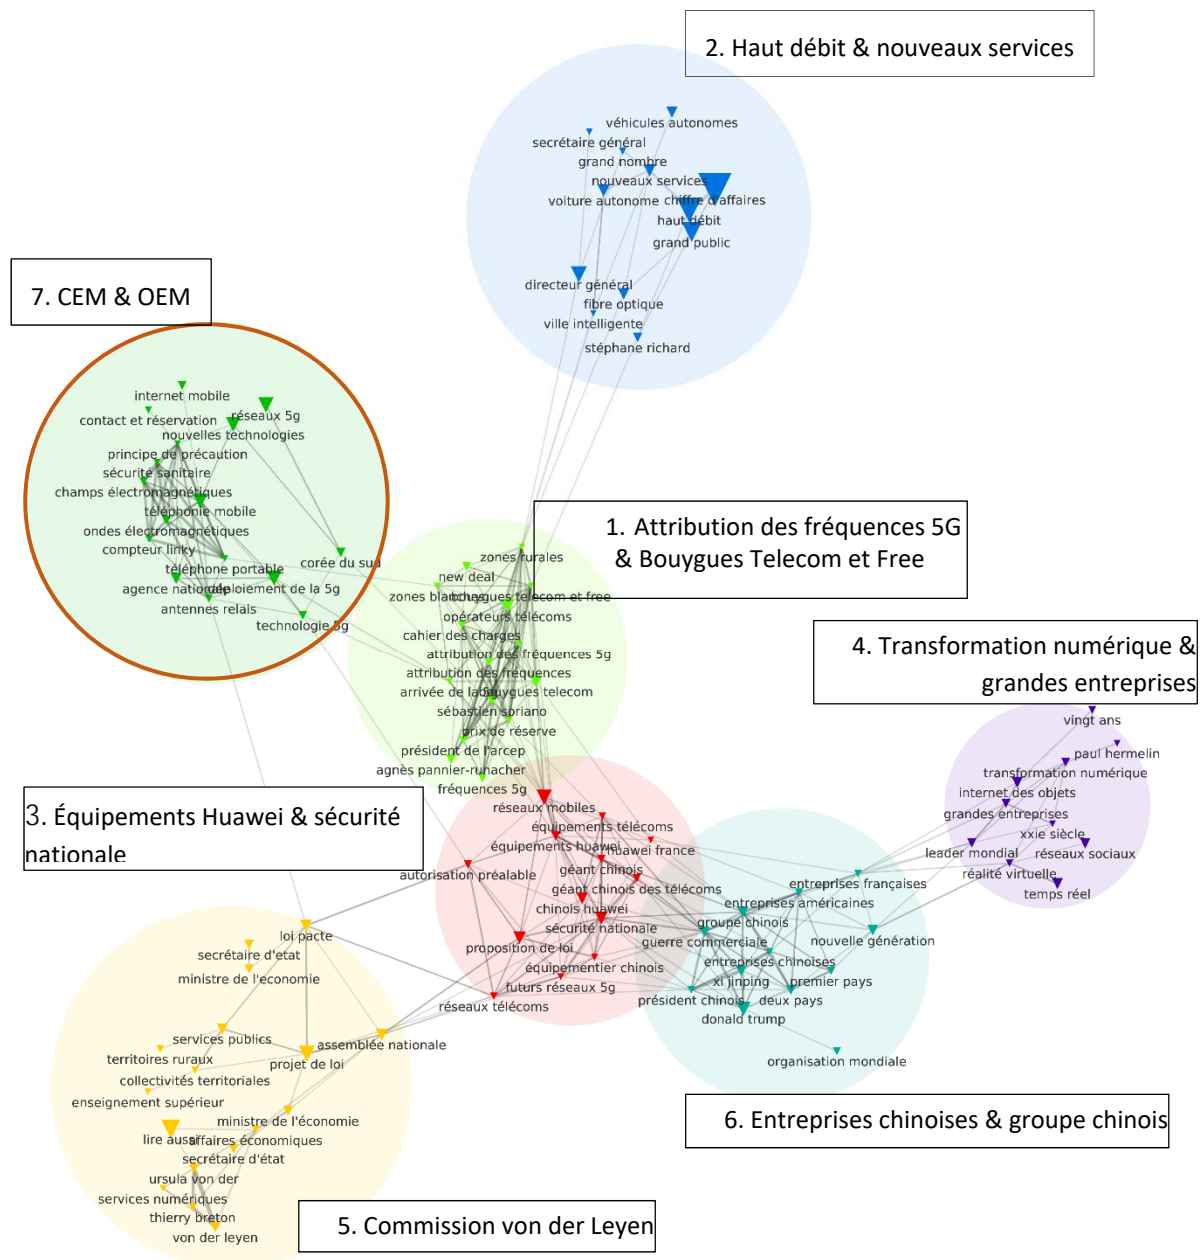 2. Haut débit & nouveaux services
véhicules autonomes
secrétaire général
grand nombre
nouveaux services
voiture autonome
chiffre d'affaires
haut débit
grand public
directeur général
fibre optique
ville intelligente
stéphane richard
7. CEM & OEM
internet mobile
contact et réservation
réseaux 5g
nouvelles technologies
principe de précaution
sécurité sanitaire
champs électromagnétiques
téléphonie mobile
ondes électromagnétiques
compteur linky
téléphone portable
corée du sud
agence nationale
déploiement de la 5g
antennes relais
technologie 5g
1. Attribution des fréquences 5G
& Bouygues Telecom et Free
zones rurales
new deal
zones blanches
bouygues telecom et free
opérateurs télécoms
cahier des charges
attribution des fréquences 5g
attribution des fréquences
arrivée de la 5g
bouygues telecom
sébastien soriano
prix de réserve
président de l'arcep
agnès pannier-runacher
fréquences 5g
4. Transformation numérique &
grandes entreprises
vingt ans
paul hermelin
transformation numérique
internet des objets
grandes entreprises
xxie siècle
leader mondial
réseaux sociaux
réalité virtuelle
temps réel
3. Équipements Huawei & sécurité
nationale
réseaux mobiles
équipements télécoms
équipements huawei
huawei france
géant chinois
autorisation préalable
géant chinois des télécoms
chinois huawei
sécurité nationale
proposition de loi
équipementier chinois
futurs réseaux 5g
réseaux télécoms
entreprises françaises
entreprises américaines
groupe chinois
guerre commerciale
nouvelle génération
entreprises chinoises
xi jinping
premier pays
président chinois
deux pays
donald trump
organisation mondiale
6. Entreprises chinoises & groupe chinois
loi pacte
secrétaire d'etat
ministre de l'economie
services publics
assemblée nationale
territoires ruraux
projet de loi
collectivités territoriales
enseignement supérieur
ministre de l'économie
lire aussi
affaires économiques
secrétaire d'état
ursula von der
services numériques
thierry breton
von der leyen
5. Commission von der Leyen